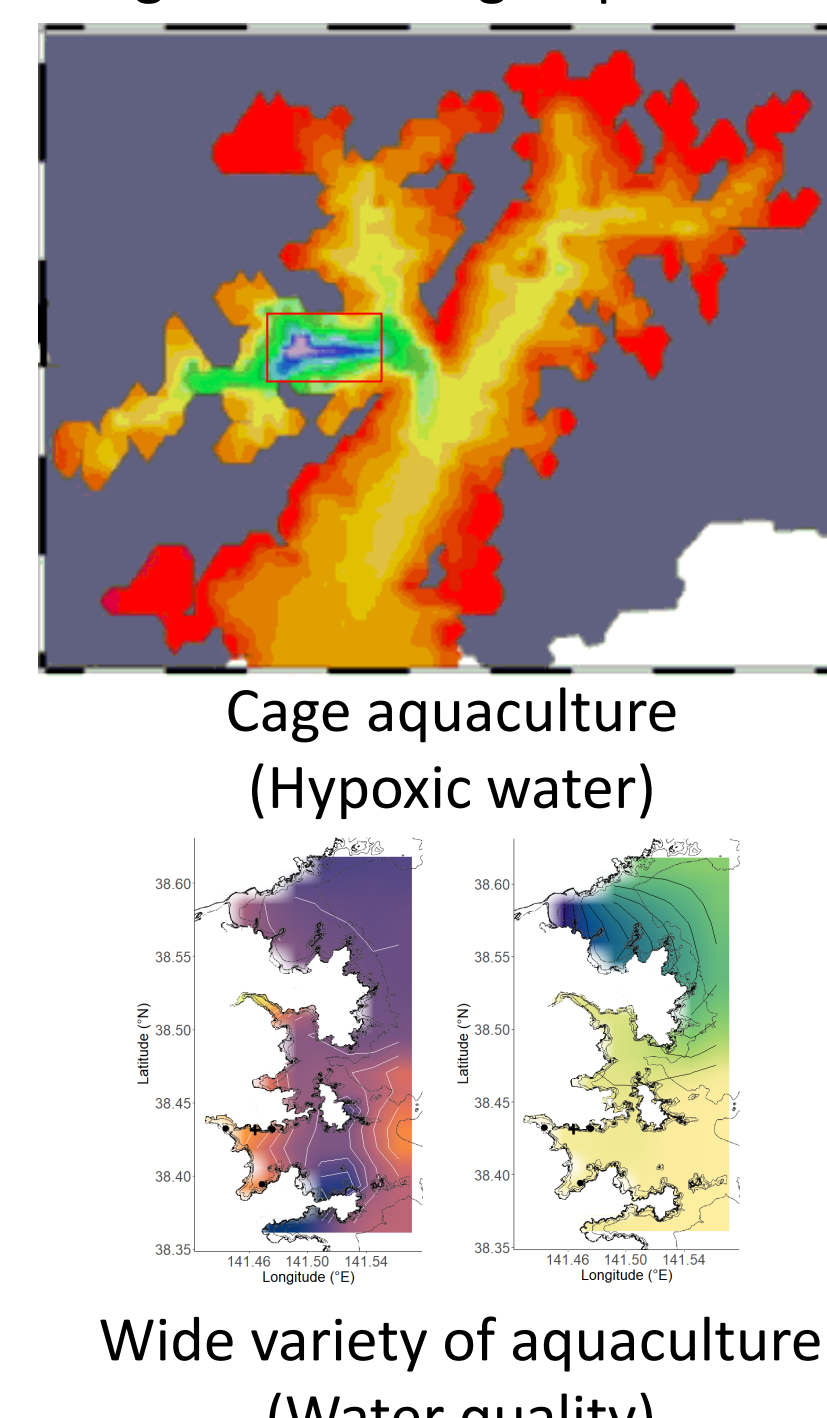 Cage aquaculture
(Hypoxic water)
38.60
38.55
38.50
38.45
38.40
38.35
Latitude (°N)
141.46 141.50 141.54
Longitude (°E)
38.60
38.55
38.50
38.45
38.40
38.35
Latitude (°N)
141.46 141.50 141.54
Longitude (°E)
Wide variety of aquaculture
(Water quality)